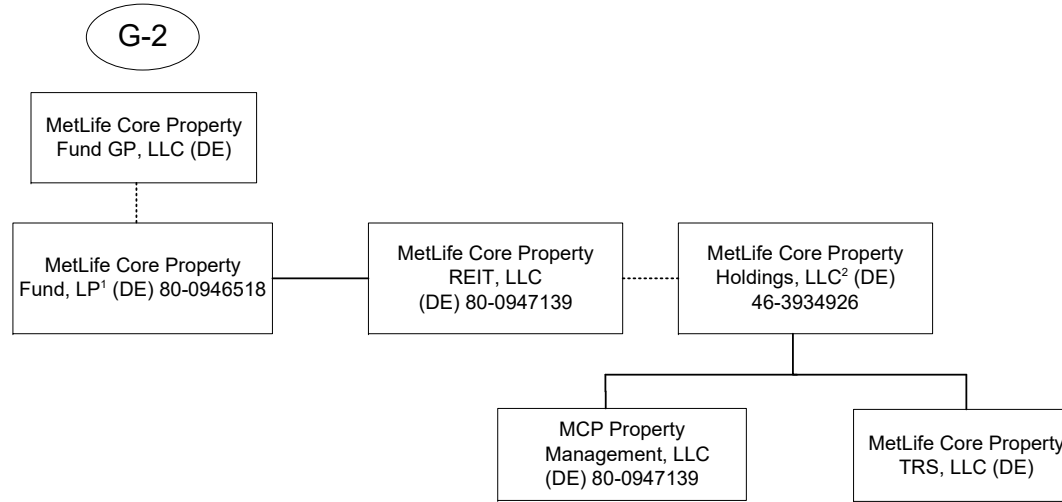 G-2
MetLife Core Property
Fund GP, LLC (DE)
MetLife Core Property
Fund, LP¹ (DE) 80-0946518
MetLife Core Property
REIT, LLC
(DE) 80-0947139
MetLife Core Property
Holdings, LLC² (DE)
46-3934926
MCP Property
Management, LLC
(DE) 80-0947139
MetLife Core Property
TRS, LLC (DE)